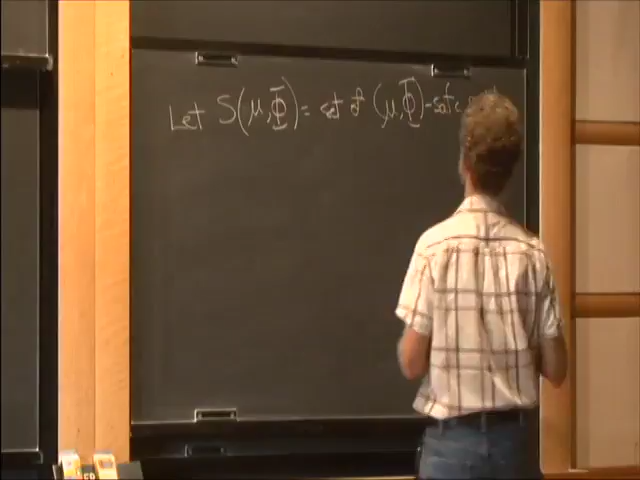 Let S(μ,Φ) = set of (μ,Φ)-safe